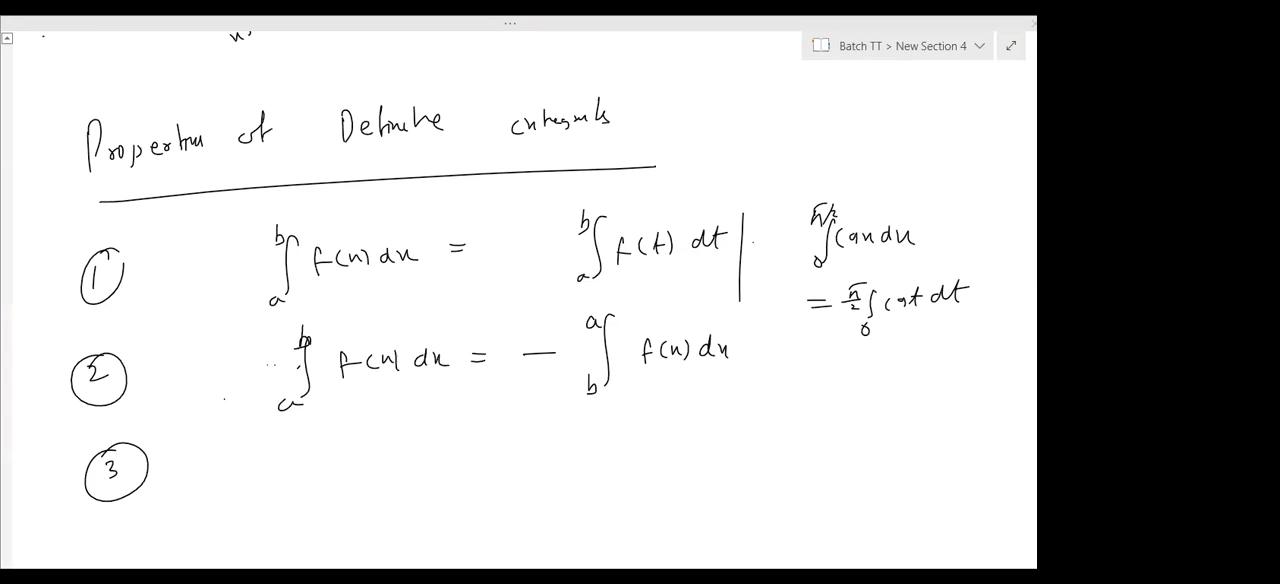 Batch TT > New Section 4
Properties of Definite integrals
① ∫_a^b f(x) dx = ∫_a^b f(t) dt | ∫_0^{π/2} cos x dx
= ∫_0^{π/2} cos t dt
② ∫_a^b f(x) dx = - ∫_b^a f(x) dx
③